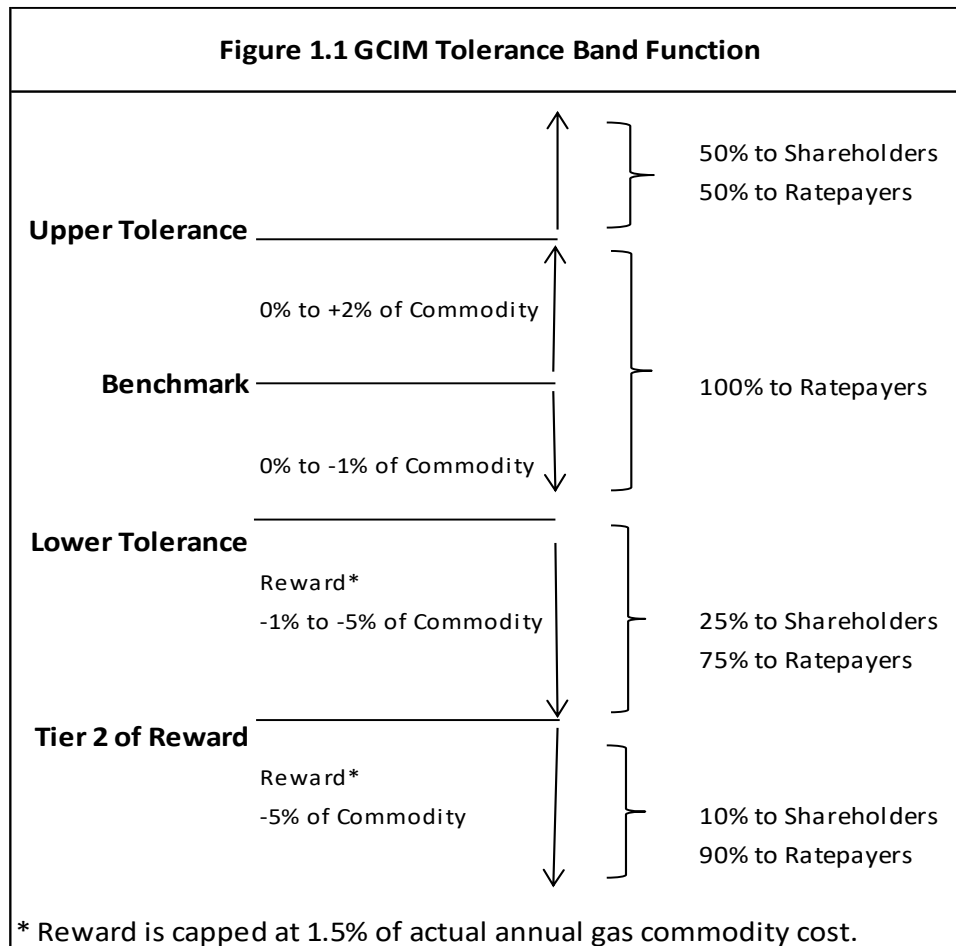 Figure 1.1 GCIM Tolerance Band Function
50% to Shareholders
50% to Ratepayers
Upper Tolerance
0% to +2% of Commodity
Benchmark
100% to Ratepayers
0% to -1% of Commodity
Lower Tolerance
Reward*
-1% to -5% of Commodity
25% to Shareholders
75% to Ratepayers
Tier 2 of Reward
Reward*
-5% of Commodity
10% to Shareholders
90% to Ratepayers
* Reward is capped at 1.5% of actual annual gas commodity cost.